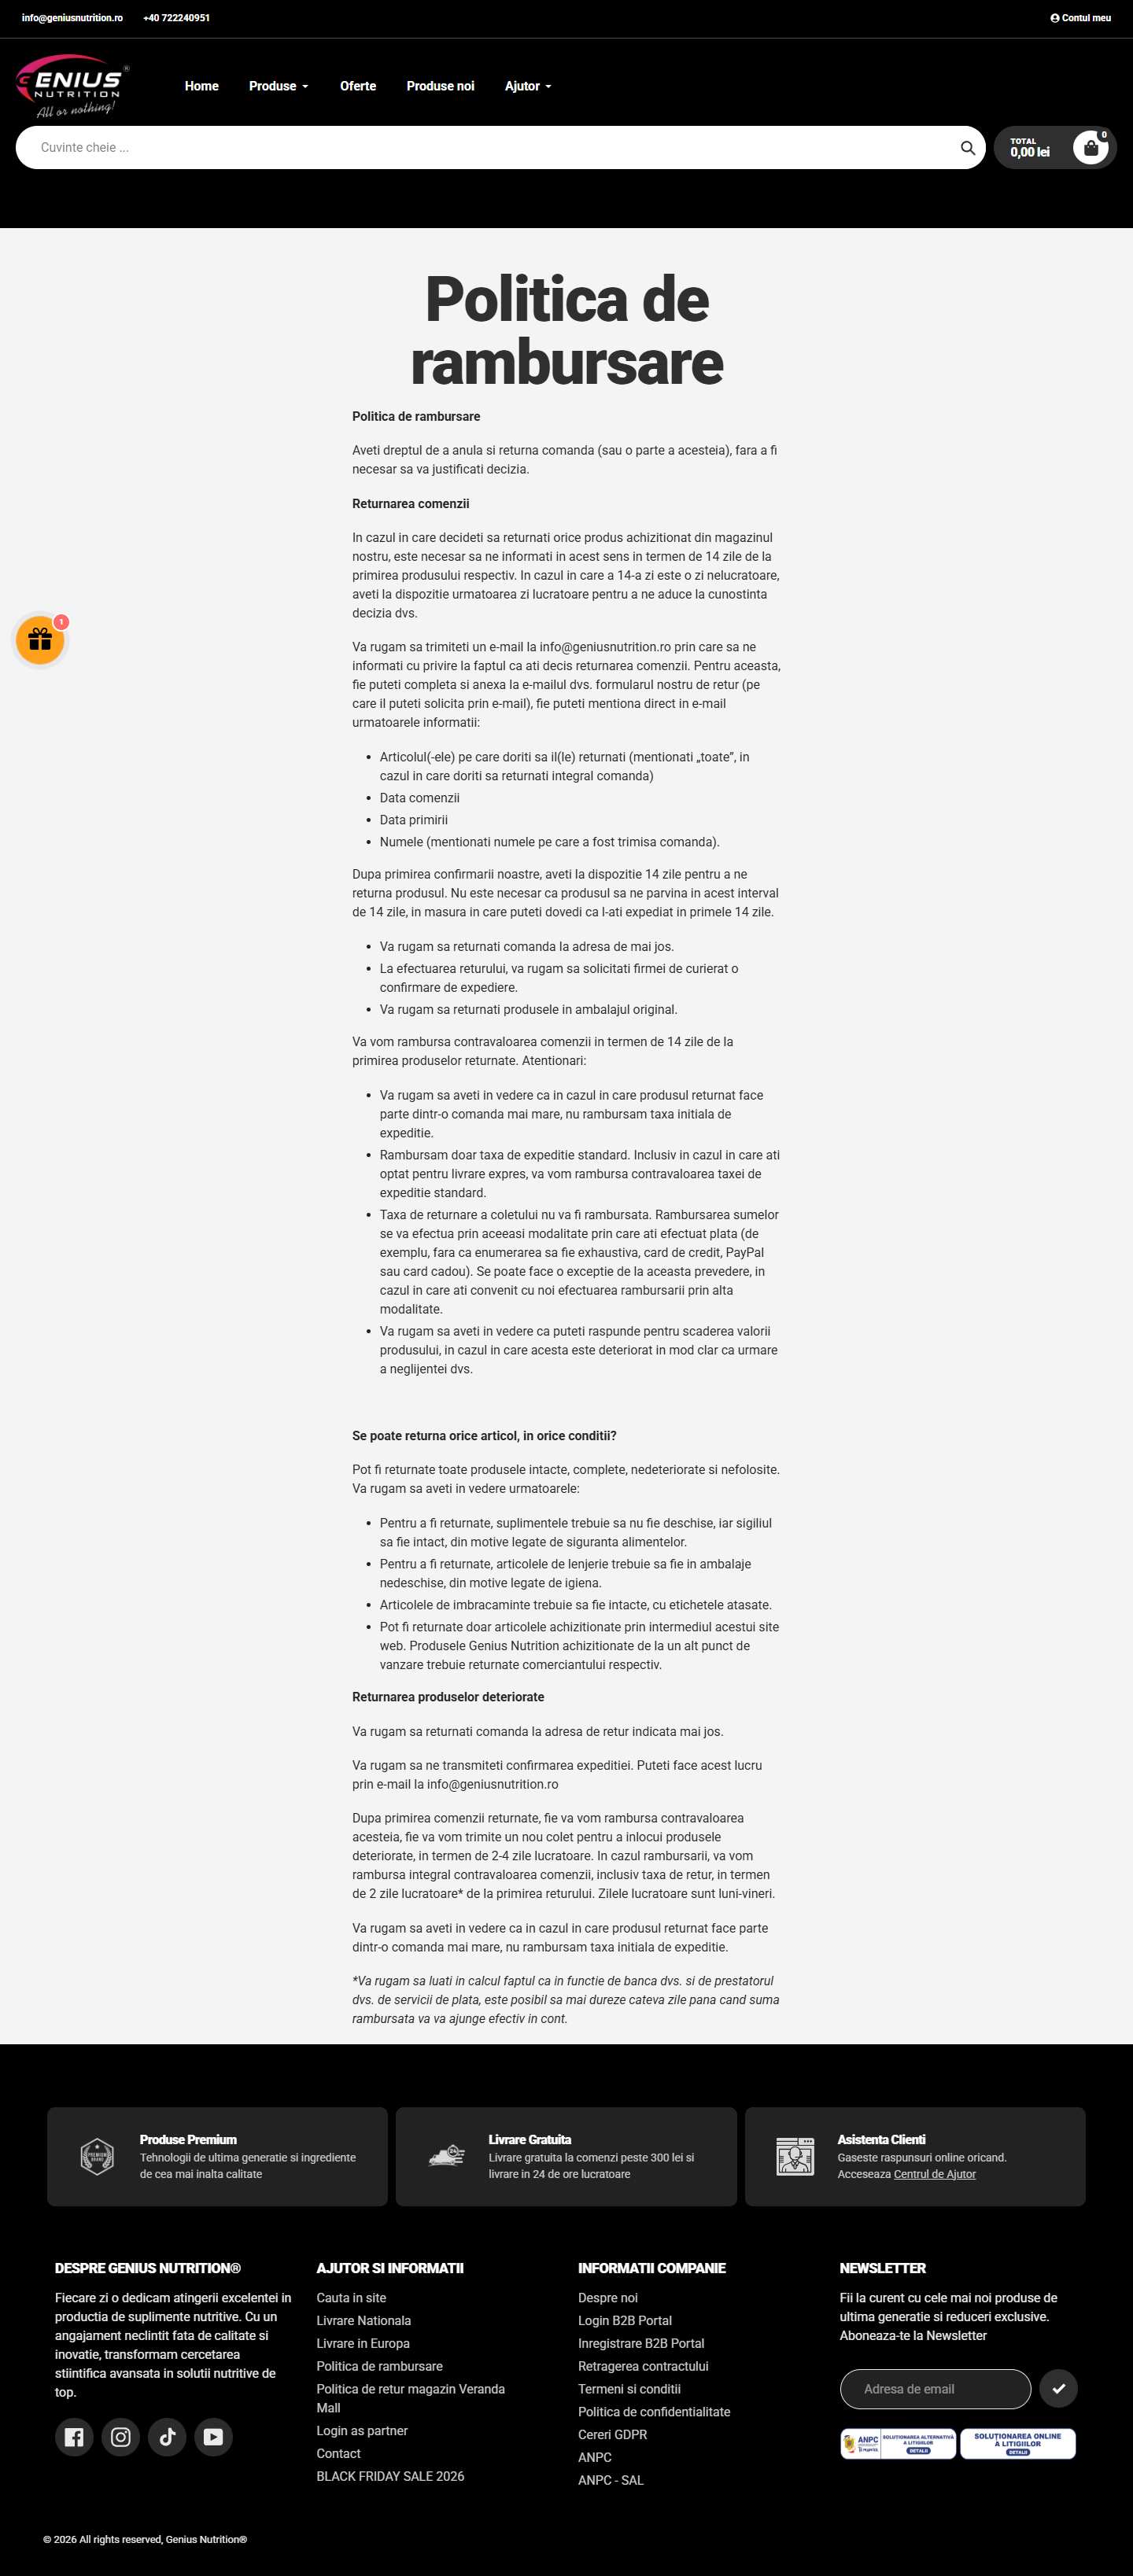 info@geniusnutrition.ro +40 722240951 Contul meu
GENIUS®
NUTRITION
All or nothing!
Home Produse Oferte Produse noi Ajutor
Cuvinte cheie ...
TOTAL
0,00 lei
0
Politica de
rambursare
Politica de rambursare
Aveti dreptul de a anula si returna comanda (sau o parte a acesteia), fara a fi
necesar sa va justificati decizia.
Returnarea comenzii
In cazul in care decideti sa returnati orice produs achizitionat din magazinul
nostru, este necesar sa ne informati in acest sens in termen de 14 zile de la
primirea produsului respectiv. In cazul in care a 14-a zi este o zi nelucratoare,
aveti la dispozitie urmatoarea zi lucratoare pentru a ne aduce la cunostinta
decizia dvs.
1
Va rugam sa trimiteti un e-mail la info@geniusnutrition.ro prin care sa ne
informati cu privire la faptul ca ati decis returnarea comenzii. Pentru aceasta,
fie puteti completa si anexa la e-mailul dvs. formularul nostru de retur (pe
care il puteti solicita prin e-mail), fie puteti mentiona direct in e-mail
urmatoarele informatii:
• Articolul(-ele) pe care doriti sa il(le) returnati (mentionati „toate”, in
cazul in care doriti sa returnati integral comanda)
• Data comenzii
• Data primirii
• Numele (mentionati numele pe care a fost trimisa comanda).
Dupa primirea confirmarii noastre, aveti la dispozitie 14 zile pentru a ne
returna produsul. Nu este necesar ca produsul sa ne parvina in acest interval
de 14 zile, in masura in care puteti dovedi ca l-ati expediat in primele 14 zile.
• Va rugam sa returnati comanda la adresa de mai jos.
• La efectuarea returului, va rugam sa solicitati firmei de curierat o
confirmare de expediere.
• Va rugam sa returnati produsele in ambalajul original.
Va vom rambursa contravaloarea comenzii in termen de 14 zile de la
primirea produselor returnate. Atentionari:
• Va rugam sa aveti in vedere ca in cazul in care produsul returnat face
parte dintr-o comanda mai mare, nu rambursam taxa initiala de
expeditie.
• Rambursam doar taxa de expeditie standard. Inclusiv in cazul in care ati
optat pentru livrare expres, va vom rambursa contravaloarea taxei de
expeditie standard.
• Taxa de returnare a coletului nu va fi rambursata. Rambursarea sumelor
se va efectua prin aceeasi modalitate prin care ati efectuat plata (de
exemplu, fara ca enumerarea sa fie exhaustiva, card de credit, PayPal
sau card cadou). Se poate face o exceptie de la aceasta prevedere, in
cazul in care ati convenit cu noi efectuarea rambursarii prin alta
modalitate.
• Va rugam sa aveti in vedere ca puteti raspunde pentru scaderea valorii
produsului, in cazul in care acesta este deteriorat in mod clar ca urmare
a neglijentei dvs.
Se poate returna orice articol, in orice conditii?
Pot fi returnate toate produsele intacte, complete, nedeteriorate si nefolosite.
Va rugam sa aveti in vedere urmatoarele:
• Pentru a fi returnate, suplimentele trebuie sa nu fie deschise, iar sigiliul
sa fie intact, din motive legate de siguranta alimentelor.
• Pentru a fi returnate, articolele de lenjerie trebuie sa fie in ambalaje
nedeschise, din motive legate de igiena.
• Articolele de imbracaminte trebuie sa fie intacte, cu etichetele atasate.
• Pot fi returnate doar articolele achizitionate prin intermediul acestui site
web. Produsele Genius Nutrition achizitionate de la un alt punct de
vanzare trebuie returnate comerciantului respectiv.
Returnarea produselor deteriorate
Va rugam sa returnati comanda la adresa de retur indicata mai jos.
Va rugam sa ne transmiteti confirmarea expeditiei. Puteti face acest lucru
prin e-mail la info@geniusnutrition.ro
Dupa primirea comenzii returnate, fie va vom rambursa contravaloarea
acesteia, fie va vom trimite un nou colet pentru a inlocui produsele
deteriorate, in termen de 2-4 zile lucratoare. In cazul rambursarii, va vom
rambursa integral contravaloarea comenzii, inclusiv taxa de retur, in termen
de 2 zile lucratoare* de la primirea returului. Zilele lucratoare sunt luni-vineri.
Va rugam sa aveti in vedere ca in cazul in care produsul returnat face parte
dintr-o comanda mai mare, nu rambursam taxa initiala de expeditie.
*Va rugam sa luati in calcul faptul ca in functie de banca dvs. si de prestatorul
dvs. de servicii de plata, este posibil sa mai dureze cateva zile pana cand suma
rambursata va va ajunge efectiv in cont.
Produse Premium
Tehnologii de ultima generatie si ingrediente
de cea mai inalta calitate
Livrare Gratuita
Livrare gratuita la comenzi peste 300 lei si
livrare in 24 de ore lucratoare
Asistenta Clienti
Gaseste raspunsuri online oricand.
Acceseaza Centrul de Ajutor
DESPRE GENIUS NUTRITION®
Fiecare zi o dedicam atingerii excelentei in
productia de suplimente nutritive. Cu un
angajament neclintit fata de calitate si
inovatie, transformam cercetarea
stiintifica avansata in solutii nutritive de
top.
AJUTOR SI INFORMATII
Cauta in site
Livrare Nationala
Livrare in Europa
Politica de rambursare
Politica de retur magazin Veranda
Mall
Login as partner
Contact
BLACK FRIDAY SALE 2026
INFORMATII COMPANIE
Despre noi
Login B2B Portal
Inregistrare B2B Portal
Retragerea contractului
Termeni si conditii
Politica de confidentialitate
Cereri GDPR
ANPC
ANPC - SAL
NEWSLETTER
Fii la curent cu cele mai noi produse de
ultima generatie si reduceri exclusive.
Aboneaza-te la Newsletter
Adresa de email
ANPC
SOLUȚIONAREA ALTERNATIVĂ
A LITIGIILOR
DETALII
SOLUȚIONAREA ONLINE
A LITIGIILOR
DETALII
© 2026 All rights reserved, Genius Nutrition®